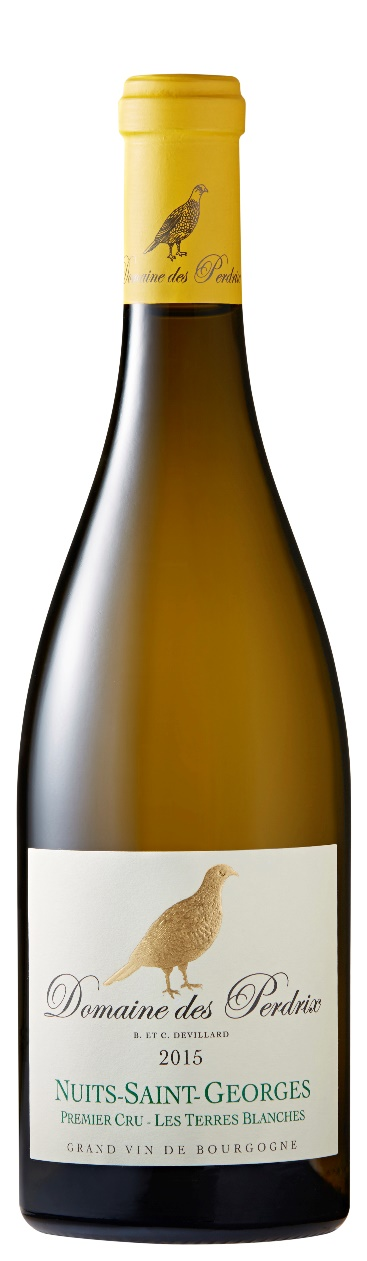 Domaine des Perdrix
Domaine des Perdrix
B. ET C. DEVILLARD
2015
NUITS-SAINT-GEORGES
PREMIER CRU - LES TERRES BLANCHES
GRAND VIN DE BOURGOGNE